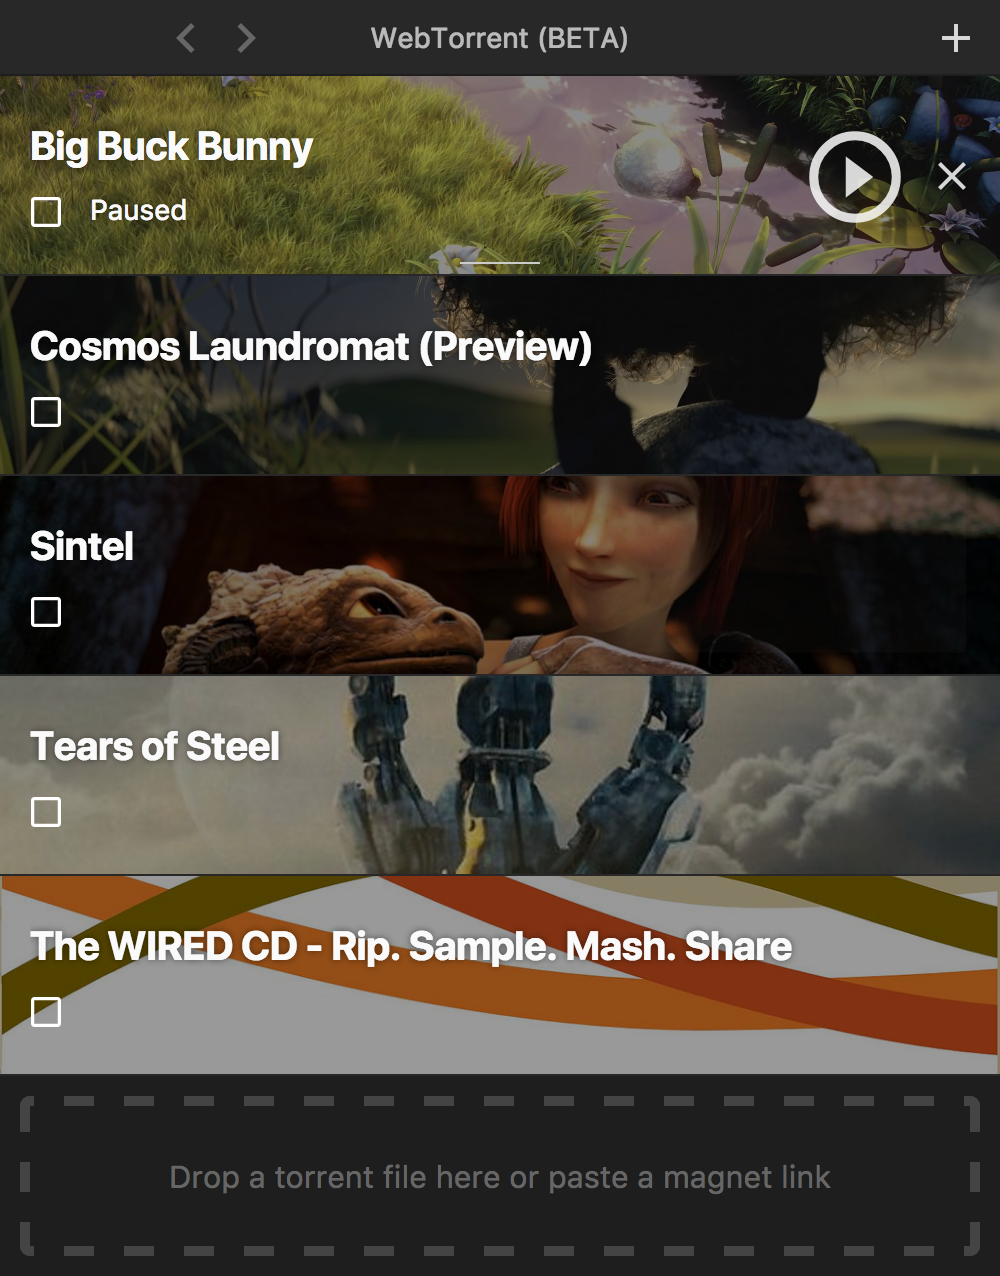 WebTorrent (BETA)
Big Buck Bunny
Paused
Cosmos Laundromat (Preview)
Sintel
Tears of Steel
The WIRED CD - Rip. Sample. Mash. Share
Drop a torrent file here or paste a magnet link